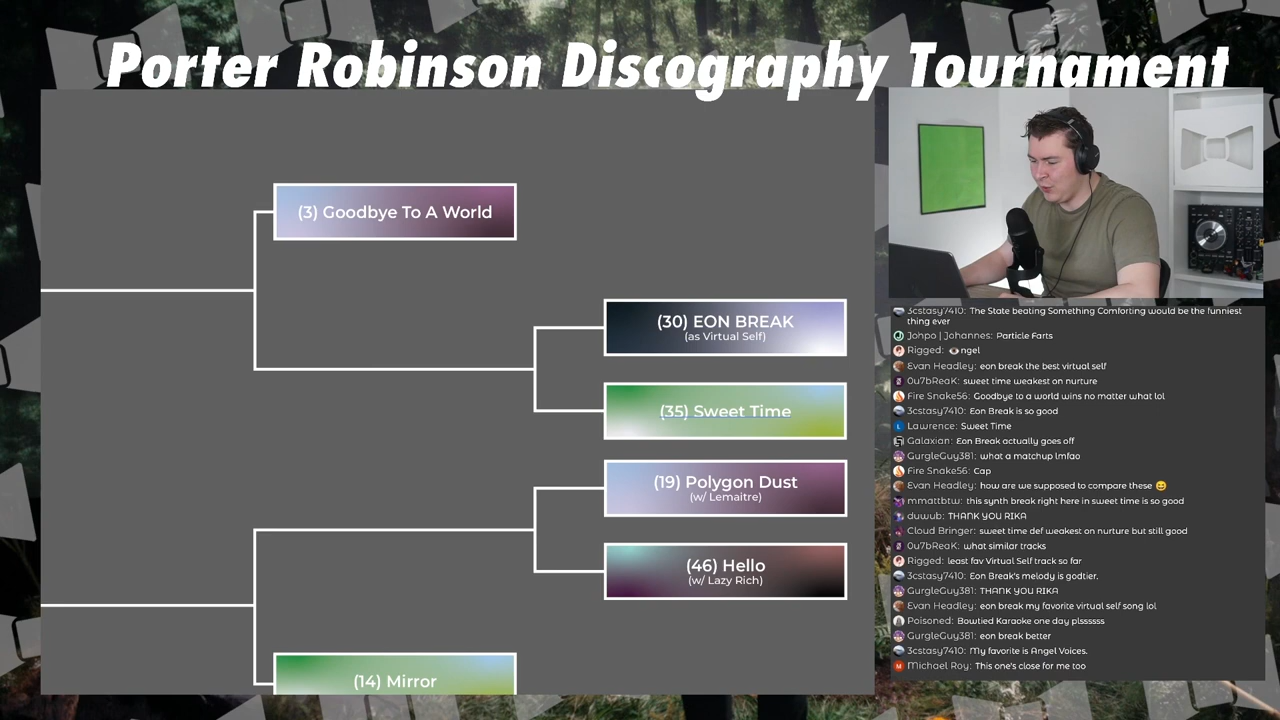 Porter Robinson Discography Tournament
(3) Goodbye To A World
(30) EON BREAK
(as Virtual Self)
(35) Sweet Time
(19) Polygon Dust
(w/ Lemaitre)
(46) Hello
(w/ Lazy Rich)
(14) Mirror
3cstasy7410: The State beating Something Comforting would be the funniest
thing ever
Johpo | Johannes: Particle Farts
Rigged: 👁ngel
Evan Headley: eon break the best virtual self
0u7bReaK: sweet time weakest on nurture
Fire Snake56: Goodbye to a world wins no matter what lol
3cstasy7410: Eon Break is so good
Lawrence: Sweet Time
Galaxian: Eon Break actually goes off
GurgleGuy381: what a matchup lmfao
Fire Snake56: Cap
Evan Headley: how are we supposed to compare these 😆
mmattbtw: this synth break right here in sweet time is so good
duwub: THANK YOU RIKA
Cloud Bringer: sweet time def weakest on nurture but still good
0u7bReaK: what similar tracks
Rigged: least fav Virtual Self track so far
3cstasy7410: Eon Break's melody is godtier.
GurgleGuy381: THANK YOU RIKA
Evan Headley: eon break my favorite virtual self song lol
Poisoned: Bowtied Karaoke one day plssssss
GurgleGuy381: eon break better
3cstasy7410: My favorite is Angel Voices.
Michael Roy: This one's close for me too